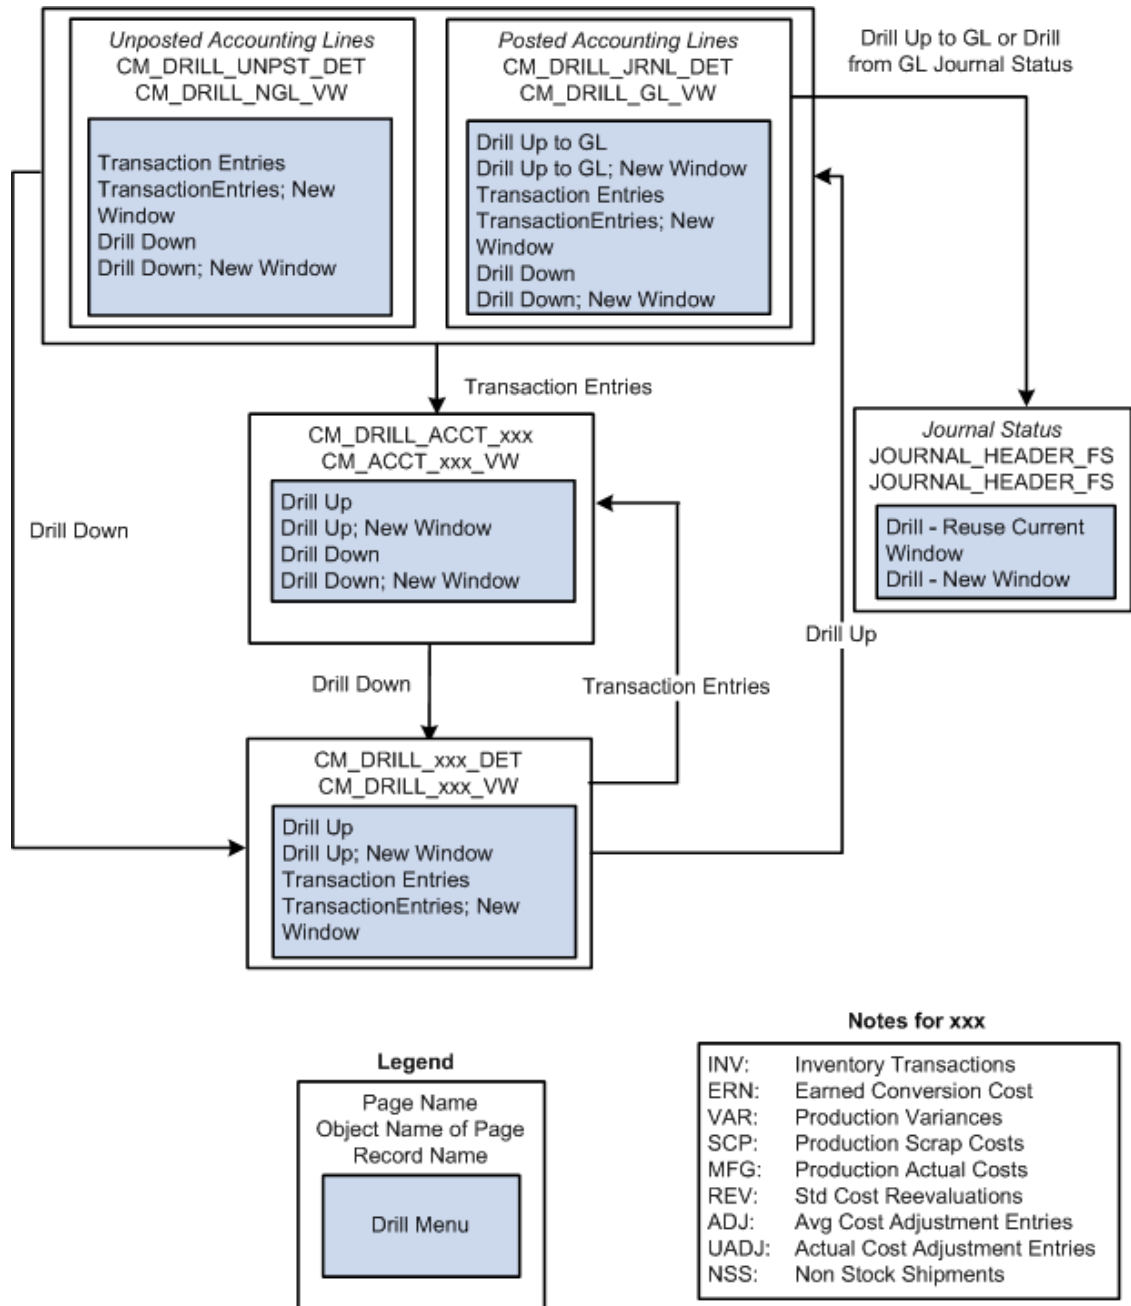 Unposted Accounting Lines
CM_DRILL_UNPST_DET
CM_DRILL_NGL_VW
Transaction Entries
TransactionEntries; New
Window
Drill Down
Drill Down; New Window
Posted Accounting Lines
CM_DRILL_JRNL_DET
CM_DRILL_GL_VW
Drill Up to GL
Drill Up to GL; New Window
Transaction Entries
TransactionEntries; New
Window
Drill Down
Drill Down; New Window
Drill Up to GL or Drill
from GL Journal Status
Transaction Entries
CM_DRILL_ACCT_xxx
CM_ACCT_xxx_VW
Drill Up
Drill Up; New Window
Drill Down
Drill Down; New Window
Journal Status
JOURNAL_HEADER_FS
JOURNAL_HEADER_FS
Drill - Reuse Current
Window
Drill - New Window
Drill Down
Drill Up
Drill Down
Transaction Entries
CM_DRILL_xxx_DET
CM_DRILL_xxx_VW
Drill Up
Drill Up; New Window
Transaction Entries
TransactionEntries; New
Window
Legend
Page Name
Object Name of Page
Record Name
Drill Menu
Notes for xxx
INV: Inventory Transactions
ERN: Earned Conversion Cost
VAR: Production Variances
SCP: Production Scrap Costs
MFG: Production Actual Costs
REV: Std Cost Reevaluations
ADJ: Avg Cost Adjustment Entries
UADJ: Actual Cost Adjustment Entries
NSS: Non Stock Shipments